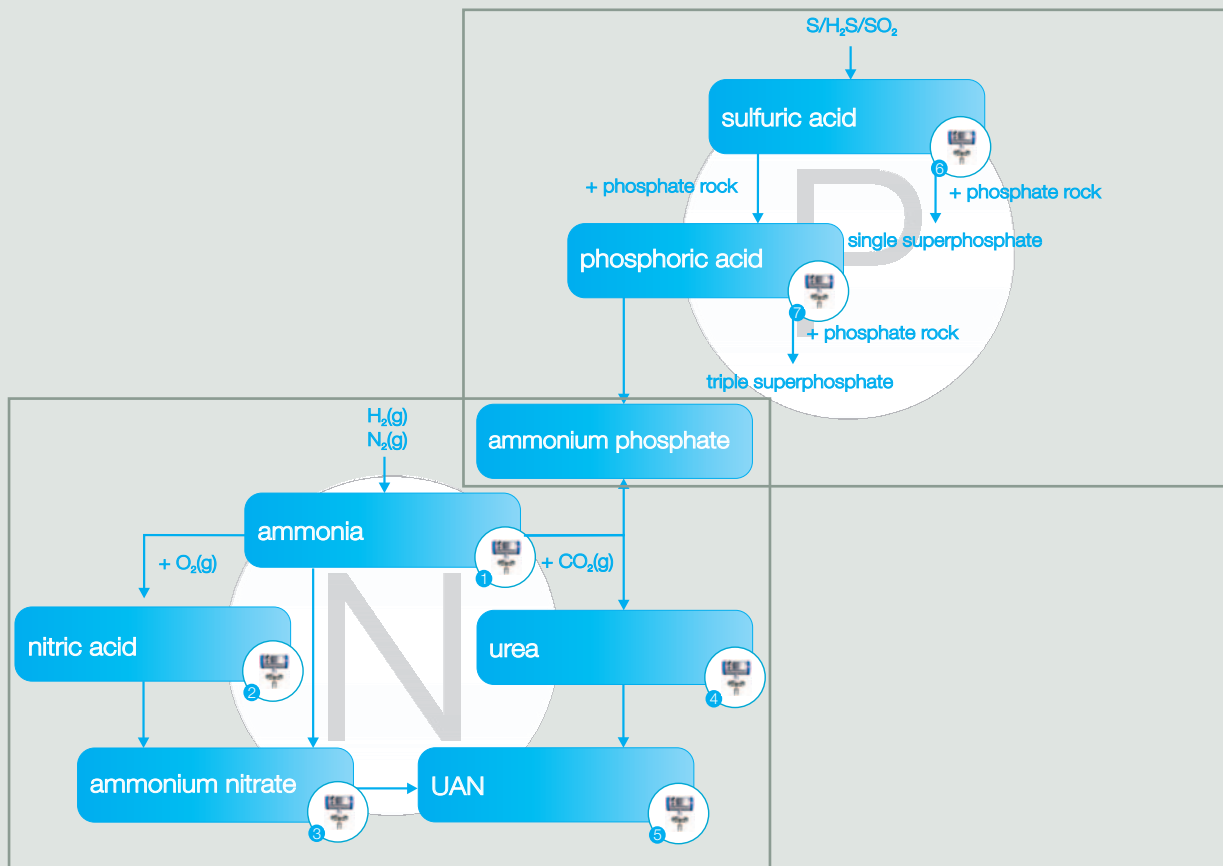 S/H₂S/SO₂
sulfuric acid
6
+ phosphate rock
+ phosphate rock
P
single superphosphate
phosphoric acid
7
+ phosphate rock
triple superphosphate
H₂(g)
N₂(g)
ammonium phosphate
ammonia
1
+ O₂(g)
+ CO₂(g)
N
nitric acid
2
urea
4
ammonium nitrate
3
UAN
5